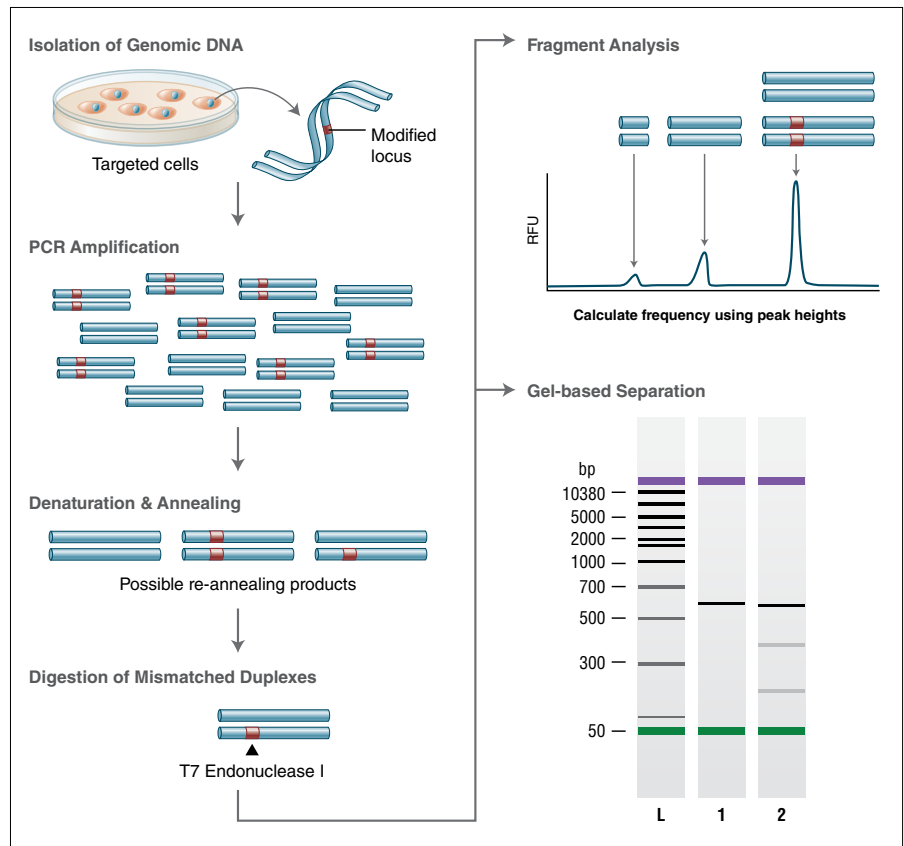 Isolation of Genomic DNA
Targeted cells
Modified
locus
PCR Amplification
Denaturation & Annealing
Possible re-annealing products
Digestion of Mismatched Duplexes
T7 Endonuclease I
Fragment Analysis
RFU
Calculate frequency using peak heights
Gel-based Separation
bp
10380
5000
2000
1000
700
500
300
50
L 1 2